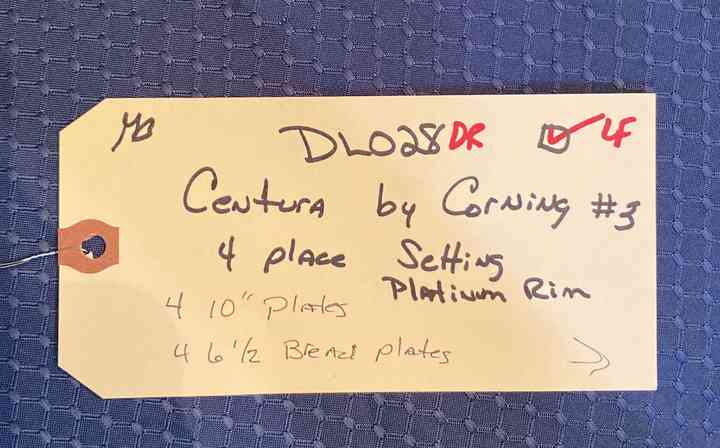 DL028 DR ☑ LF
Centura by Corning #3
4 place Setting
Platinum Rim
4 10" Plates
4 6 1/2 Bread plates